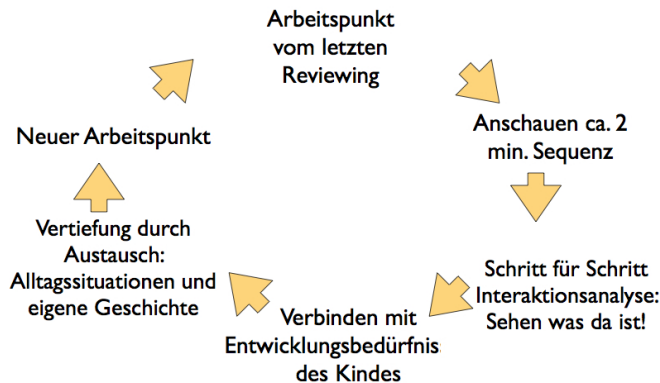 Arbeitspunkt
vom letzten
Reviewing
Anschauen ca. 2
min. Sequenz
Schritt für Schritt
Interaktionsanalyse:
Sehen was da ist!
Verbinden mit
Entwicklungsbedürfnis
des Kindes
Vertiefung durch
Austausch:
Alltagssituationen und
eigene Geschichte
Neuer Arbeitspunkt